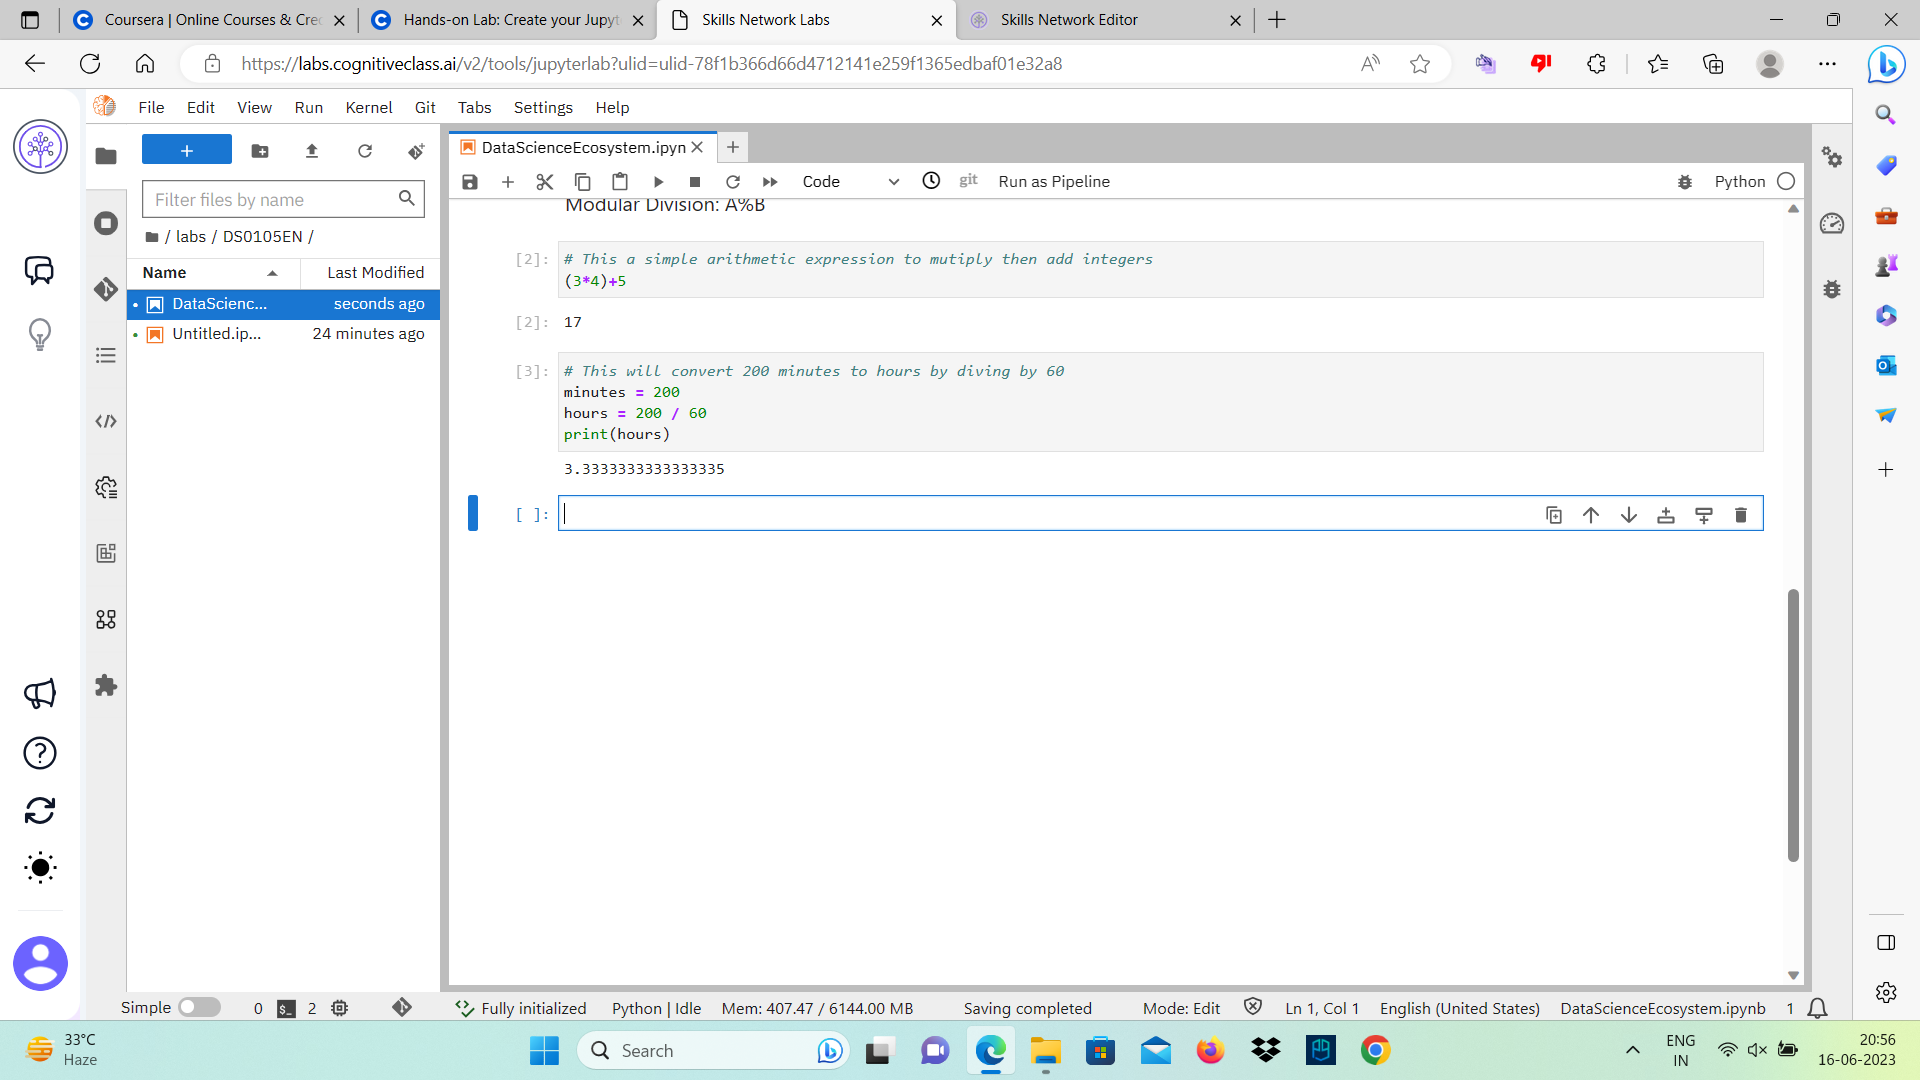 Coursera | Online Courses & Cre
Hands-on Lab: Create your Jupyt
Skills Network Labs
Skills Network Editor
https://labs.cognitiveclass.ai/v2/tools/jupyterlab?ulid=ulid-78f1b366d66d4712141e259f1365edbaf01e32a8
File Edit View Run Kernel Git Tabs Settings Help
Filter files by name
/ labs / DS0105EN /
Name Last Modified
DataScienc... seconds ago
Untitled.ip... 24 minutes ago
DataScienceEcosystem.ipyn
Code git Run as Pipeline Python
Modular Division: A%B
[2]: # This a simple arithmetic expression to mutiply then add integers
(3*4)+5
[2]: 17
[3]: # This will convert 200 minutes to hours by diving by 60
minutes = 200
hours = 200 / 60
print(hours)
3.3333333333333335
[ ]:
Simple 0 $_ 2 Fully initialized Python | Idle Mem: 407.47 / 6144.00 MB Saving completed Mode: Edit Ln 1, Col 1 English (United States) DataScienceEcosystem.ipynb 1
33°C
Haze
Search
ENG
IN
20:56
16-06-2023